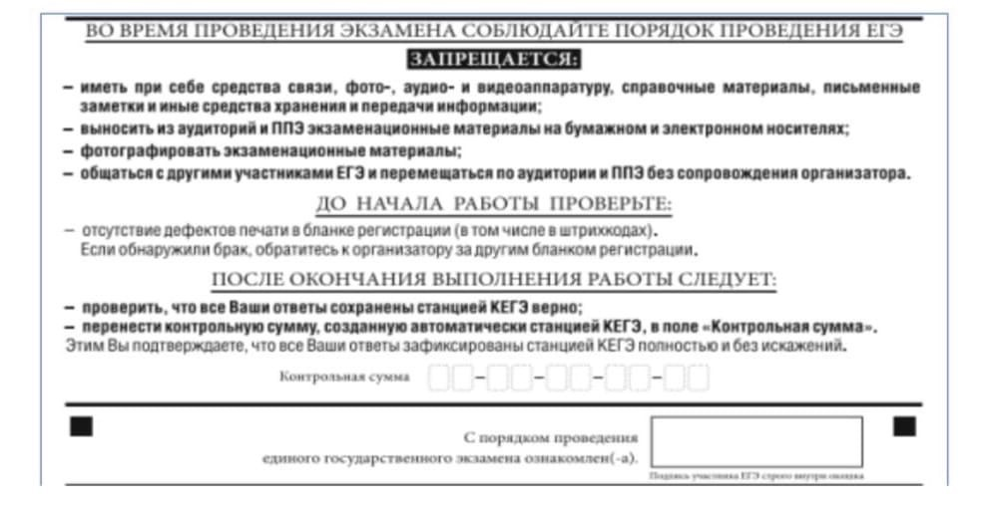 ВО ВРЕМЯ ПРОВЕДЕНИЯ ЭКЗАМЕНА СОБЛЮДАЙТЕ ПОРЯДОК ПРОВЕДЕНИЯ ЕГЭ
ЗАПРЕЩАЕТСЯ:
– иметь при себе средства связи, фото-, аудио- и видеоаппаратуру, справочные материалы, письменные
заметки и иные средства хранения и передачи информации;
– выносить из аудиторий и ППЭ экзаменационные материалы на бумажном и электронном носителях;
– фотографировать экзаменационные материалы;
– общаться с другими участниками ЕГЭ и перемещаться по аудитории и ППЭ без сопровождения организатора.
ДО НАЧАЛА РАБОТЫ ПРОВЕРЬТЕ:
– отсутствие дефектов печати в бланке регистрации (в том числе в штрихкодах).
Если обнаружили брак, обратитесь к организатору за другим бланком регистрации.
ПОСЛЕ ОКОНЧАНИЯ ВЫПОЛНЕНИЯ РАБОТЫ СЛЕДУЕТ:
– проверить, что все Ваши ответы сохранены станцией КЕГЭ верно;
– перенести контрольную сумму, созданную автоматически станцией КЕГЭ, в поле «Контрольная сумма».
Этим Вы подтверждаете, что все Ваши ответы зафиксированы станцией КЕГЭ полностью и без искажений.
Контрольная сумма – – – –
С порядком проведения
единого государственного экзамена ознакомлен(-а).
Подпись участника ЕГЭ строго внутри окошка